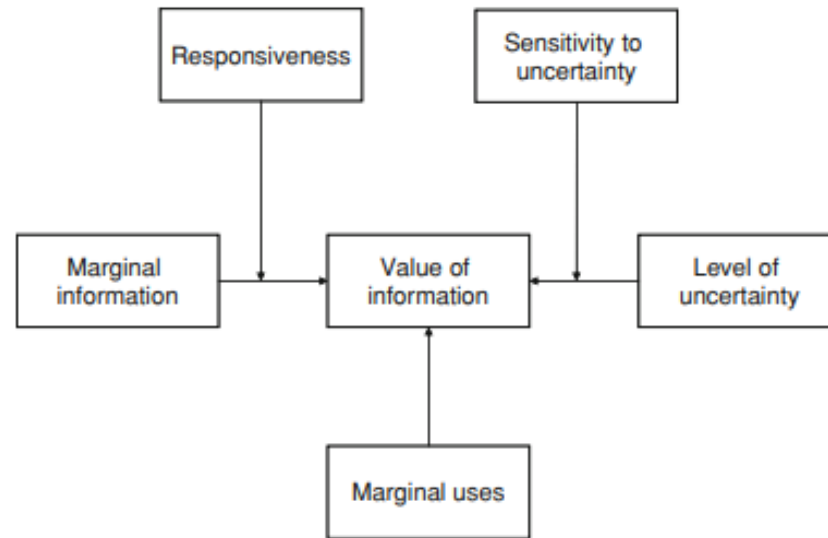 Responsiveness
Sensitivity to
uncertainty
Marginal
information
Value of
information
Level of
uncertainty
Marginal uses